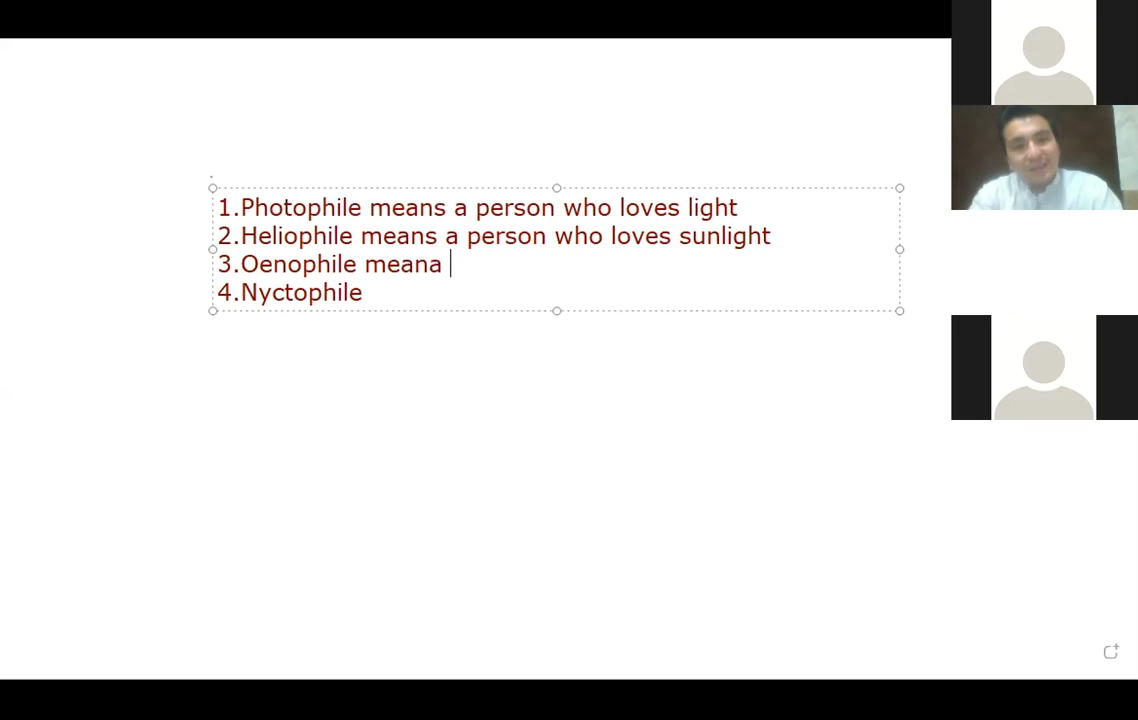 1.Photophile means a person who loves light
2.Heliophile means a person who loves sunlight
3.Oenophile meana
4.Nyctophile